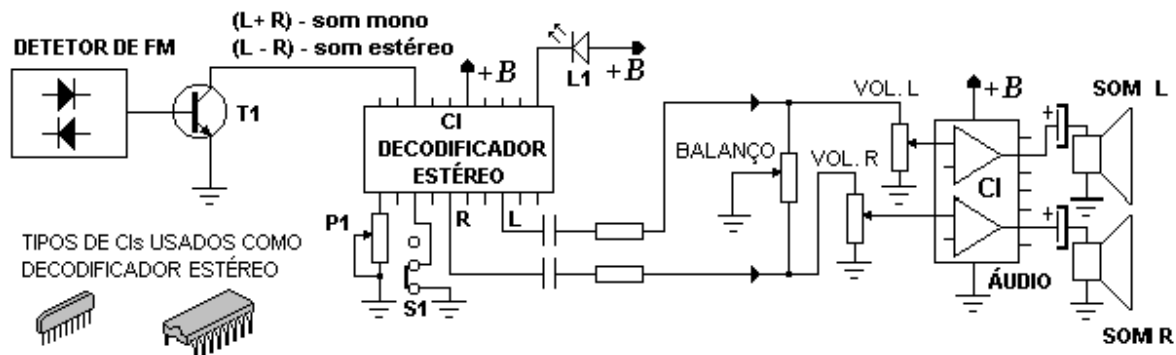 (L+ R) - som mono
(L - R) - som estéreo
DETETOR DE FM
T1
+B
L1
+B
CI
DECODIFICADOR
ESTÉREO
P1
S1
R
L
BALANÇO
VOL. L
VOL. R
+B
SOM L
CI
+
+
ÁUDIO
SOM R
TIPOS DE CIs USADOS COMO
DECODIFICADOR ESTÉREO